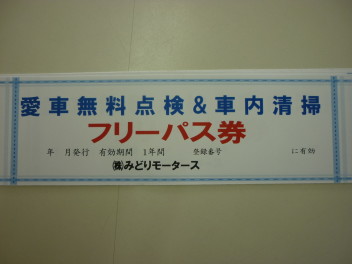 愛車無料点検＆車内清掃
フリーパス券
年 月発行 有効期間 1年間 登録番号 に有効
㈱みどりモータース